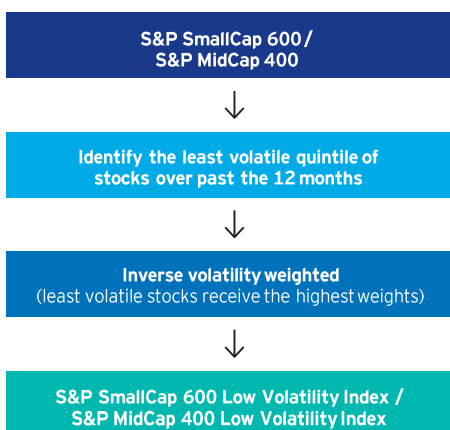 S&P SmallCap 600/
S&P MidCap 400
Identify the least volatile quintile of
stocks over past the 12 months
Inverse volatility weighted
(least volatile stocks receive the highest weights)
S&P SmallCap 600 Low Volatility Index /
S&P MidCap 400 Low Volatility Index